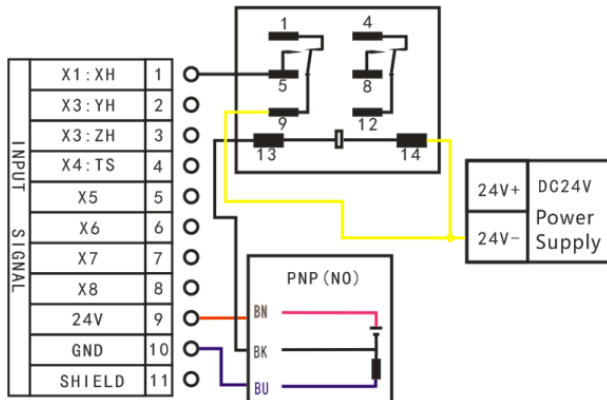 INPUT SIGNAL
X1:XH 1
X3:YH 2
X3:ZH 3
X4:TS 4
X5 5
X6 6
X7 7
X8 8
24V 9
GND 10
SHIELD 11
1 4
5 8
9 12
13 14
24V+ DC24V
24V- Power
Supply
PNP(NO)
BN
BK
BU